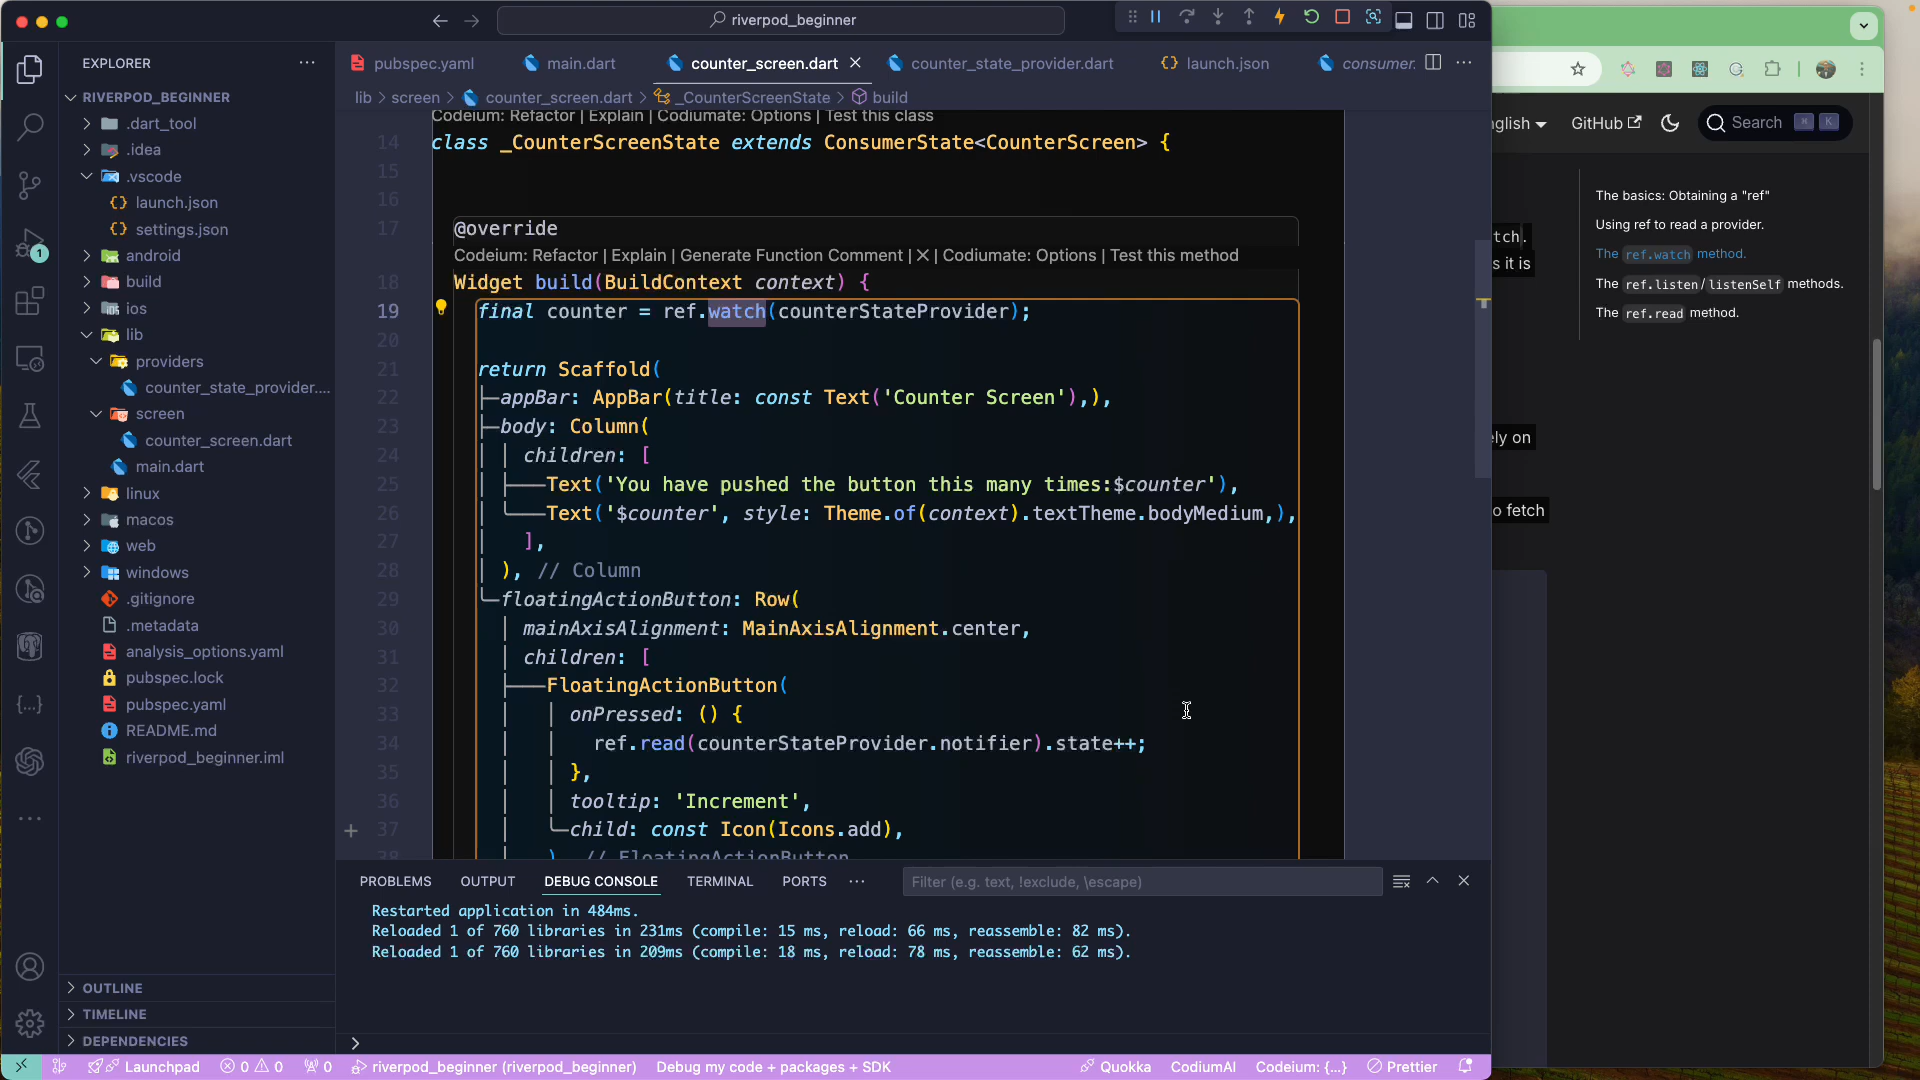 riverpod_beginner
EXPLORER
RIVERPOD_BEGINNER
.dart_tool
.idea
.vscode
launch.json
settings.json
android
build
ios
lib
providers
counter_state_provider....
screen
counter_screen.dart
main.dart
linux
macos
web
windows
.gitignore
.metadata
analysis_options.yaml
pubspec.lock
pubspec.yaml
README.md
riverpod_beginner.iml
OUTLINE
TIMELINE
DEPENDENCIES
1
pubspec.yaml main.dart counter_screen.dart counter_state_provider.dart launch.json consumer.
lib > screen > counter_screen.dart > _CounterScreenState > build
Codeium: Refactor | Explain | Codiumate: Options | Test this class
14 class _CounterScreenState extends ConsumerState<CounterScreen> {
15
16
17 @override
Codeium: Refactor | Explain | Generate Function Comment | X | Codiumate: Options | Test this method
18 Widget build(BuildContext context) {
19 final counter = ref.watch(counterStateProvider);
20
21 return Scaffold(
22 appBar: AppBar(title: const Text('Counter Screen'),),
23 body: Column(
24 children: [
25 Text('You have pushed the button this many times:$counter'),
26 Text('$counter', style: Theme.of(context).textTheme.bodyMedium,),
27 ],
28 ), // Column
29 floatingActionButton: Row(
30 mainAxisAlignment: MainAxisAlignment.center,
31 children: [
32 FloatingActionButton(
33 onPressed: () {
34 ref.read(counterStateProvider.notifier).state++;
35 },
36 tooltip: 'Increment',
37 child: const Icon(Icons.add),
38 ) // FloatingActionButton
PROBLEMS OUTPUT DEBUG CONSOLE TERMINAL PORTS
Filter (e.g. text, !exclude, \escape)
Restarted application in 484ms.
Reloaded 1 of 760 libraries in 231ms (compile: 15 ms, reload: 66 ms, reassemble: 82 ms).
Reloaded 1 of 760 libraries in 209ms (compile: 18 ms, reload: 78 ms, reassemble: 62 ms).
Launchpad 0 0 0 riverpod_beginner (riverpod_beginner) Debug my code + packages + SDK Quokka CodiumAI Codeium: {...} Prettier
nglish GitHub Search ⌘ K
The basics: Obtaining a "ref"
Using ref to read a provider.
The ref.watch method.
The ref.listen/listenSelf methods.
The ref.read method.
tch.
s it is
ely on
o fetch